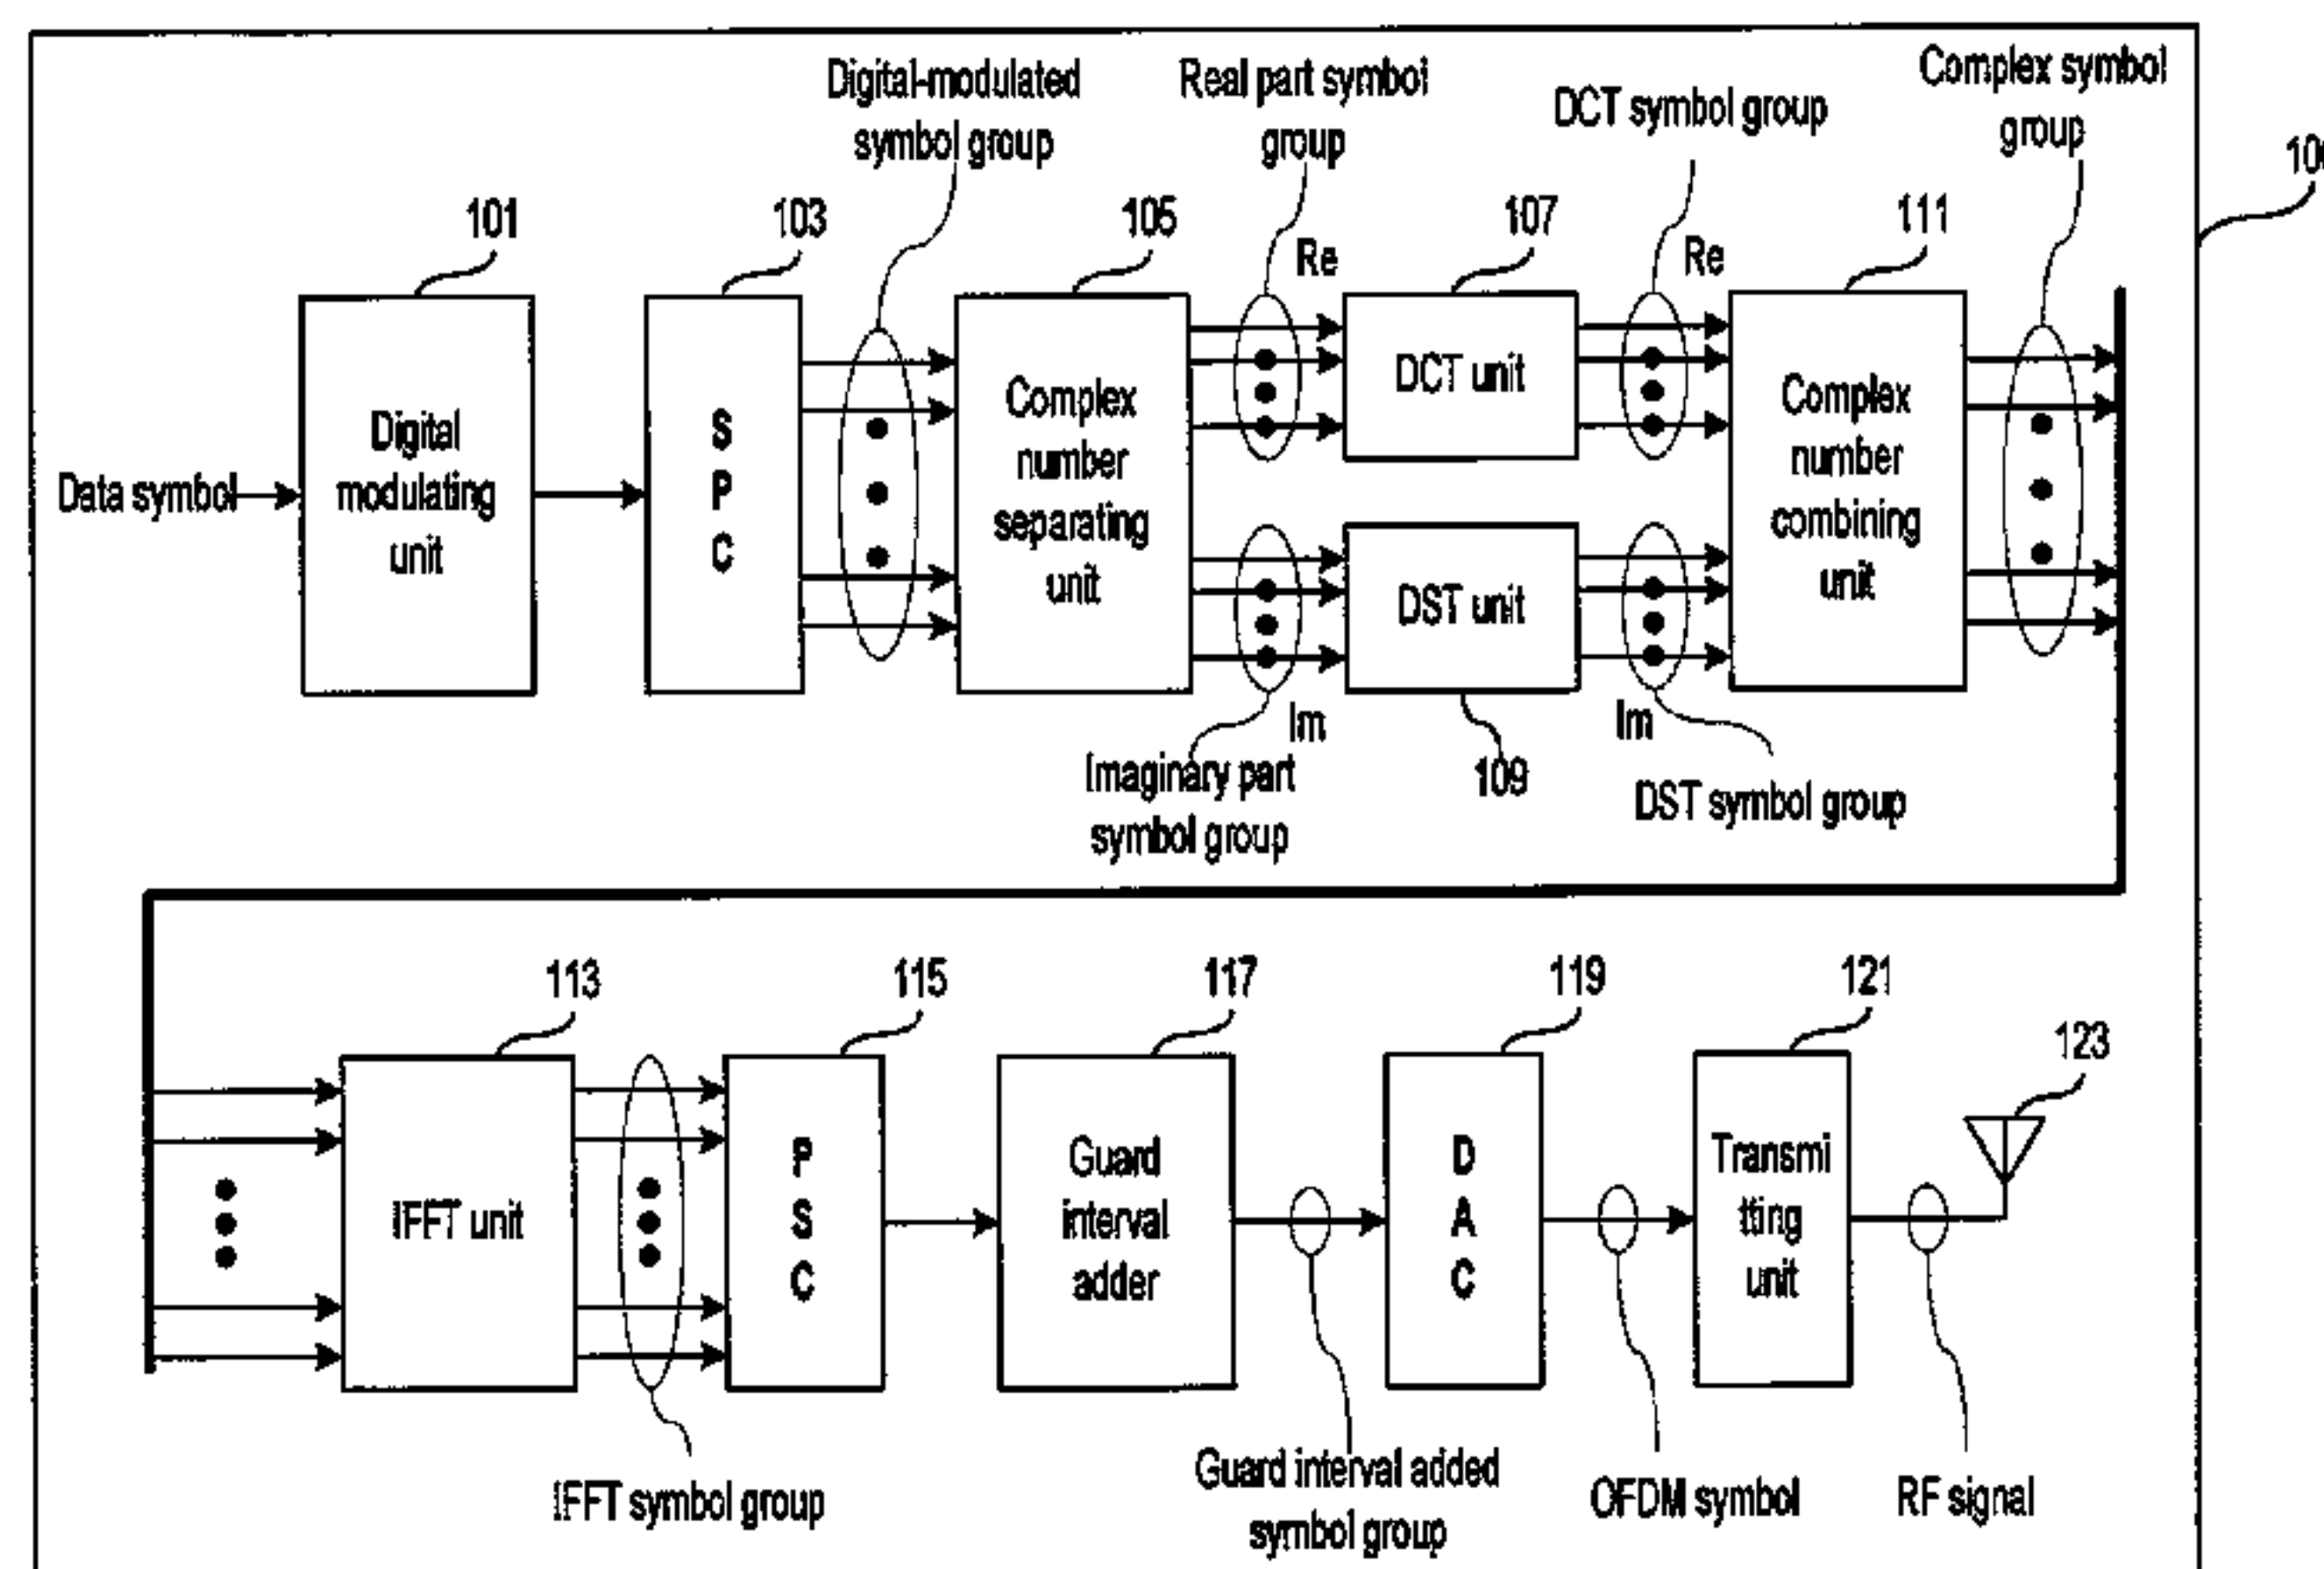 Digital-modulated
symbol group
Real part symbol
group
DCT symbol group
Complex symbol
group
101
103
105
Re
107
Re
111
Data symbol
Digital
modulating
unit
S
P
C
Complex
number
separating
unit
DCT unit
DST unit
Complex
number
combining
unit
Im
Imaginary part
symbol group
109
Im
DST symbol group
113
115
117
119
121
123
IFFT unit
P
S
C
Guard
interval
adder
D
A
C
Transmi
tting
unit
IFFT symbol group
Guard interval added
symbol group
OFDM symbol
RF signal